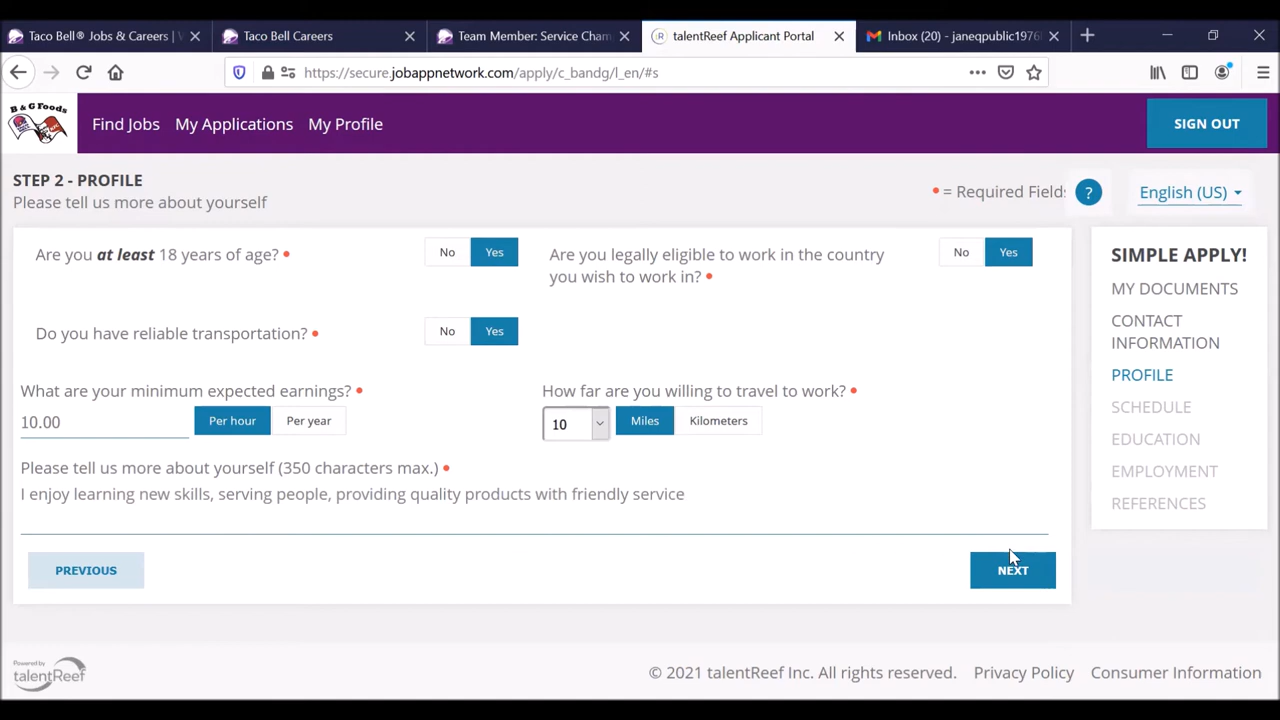 Taco Bell® Jobs & Careers | V
Taco Bell Careers
Team Member: Service Cham
talentReef Applicant Portal
Inbox (20) - janeqpublic1976
https://secure.jobappnetwork.com/apply/c_bandg/l_en/#s
B & G Foods
Find Jobs
My Applications
My Profile
SIGN OUT
STEP 2 - PROFILE
Please tell us more about yourself
• = Required Fields
?
English (US)
Are you at least 18 years of age? •
No
Yes
Are you legally eligible to work in the country
you wish to work in? •
No
Yes
Do you have reliable transportation? •
No
Yes
What are your minimum expected earnings? •
10.00
Per hour
Per year
How far are you willing to travel to work? •
10
Miles
Kilometers
Please tell us more about yourself (350 characters max.) •
I enjoy learning new skills, serving people, providing quality products with friendly service
PREVIOUS
NEXT
SIMPLE APPLY!
MY DOCUMENTS
CONTACT
INFORMATION
PROFILE
SCHEDULE
EDUCATION
EMPLOYMENT
REFERENCES
Powered by
talentReef
© 2021 talentReef Inc. All rights reserved.
Privacy Policy
Consumer Information